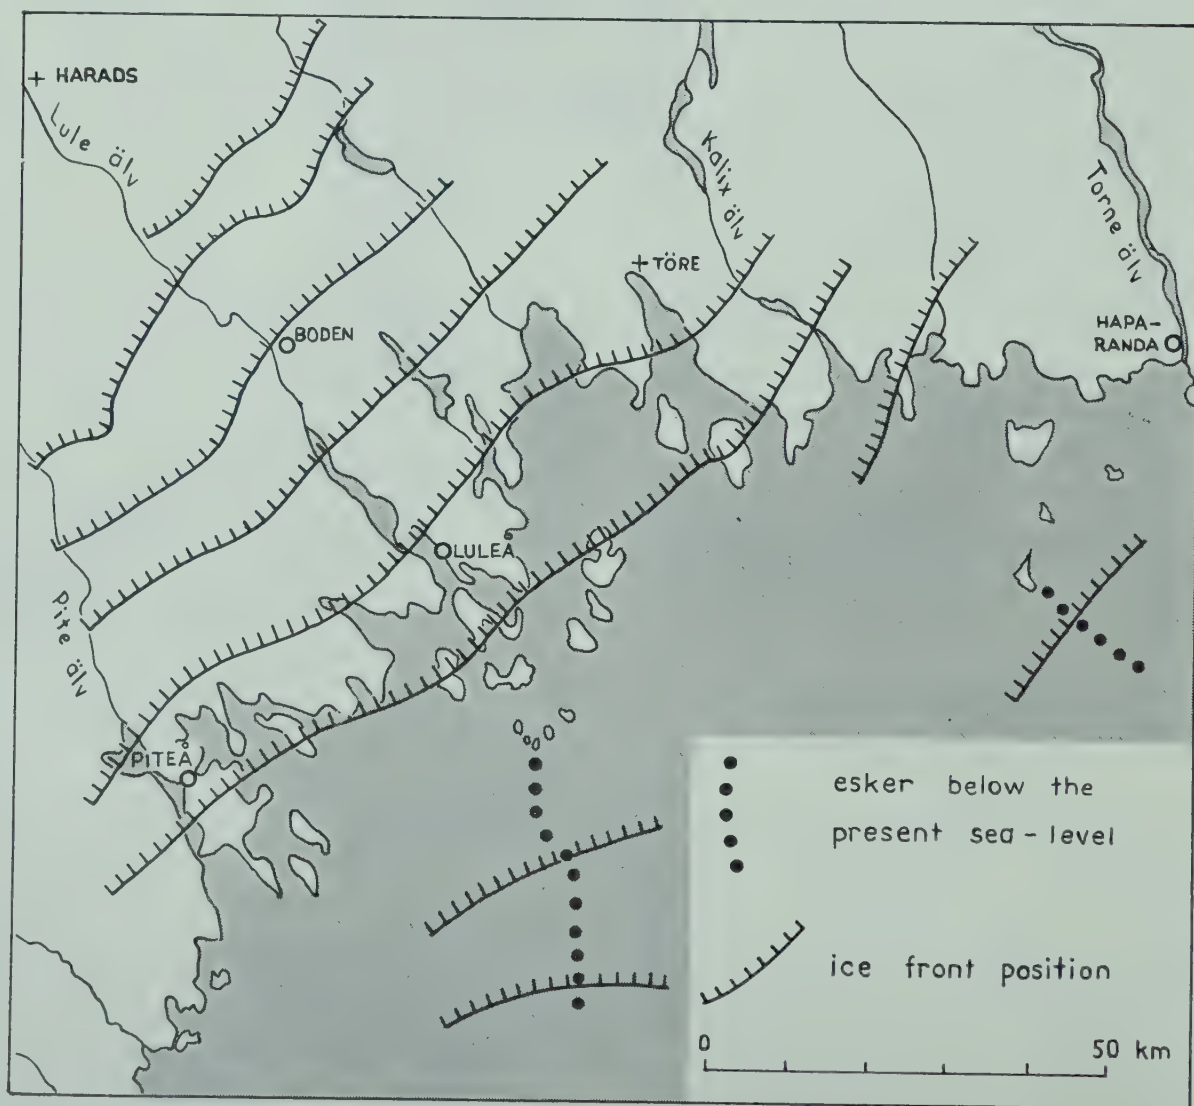 + HARADS
Lule älv
Kalix älv
Torne älv
+ TÖRE
BODEN
HAPA-
RANDA
LULEÅ
Pite älv
PITEÅ
esker below the
present sea-level
ice front position
0 50 km